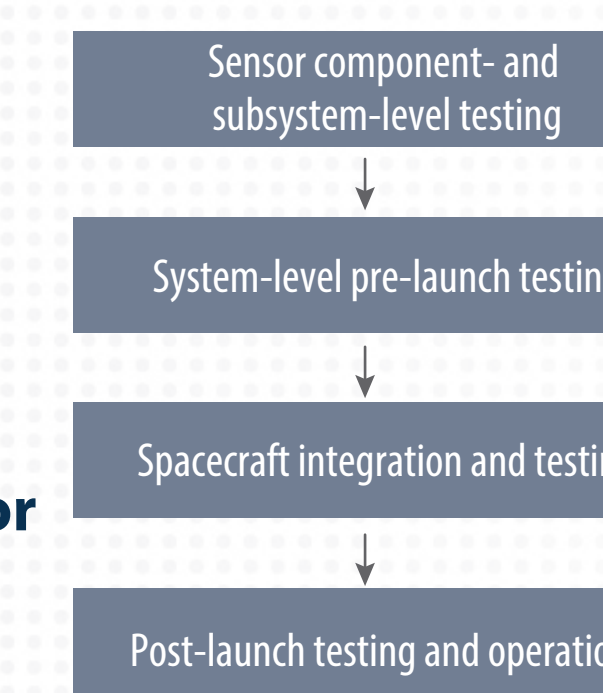 Sensor component- and
subsystem-level testing
System-level pre-launch testin
Spacecraft integration and testin
or
Post-launch testing and operatio